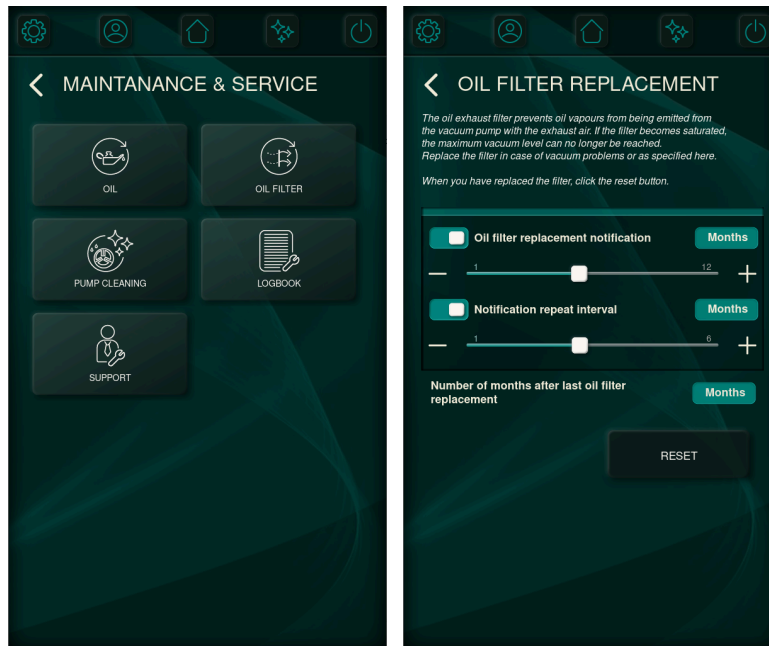 MAINTANANCE & SERVICE
OIL
OIL FILTER
PUMP CLEANING
LOGBOOK
SUPPORT
OIL FILTER REPLACEMENT
The oil exhaust filter prevents oil vapours from being emitted from
the vacuum pump with the exhaust air. If the filter becomes saturated,
the maximum vacuum level can no longer be reached.
Replace the filter in case of vacuum problems or as specified here.
When you have replaced the filter, click the reset button.
Oil filter replacement notification Months
1 12
Notification repeat interval Months
1 6
Number of months after last oil filter
replacement
Months
RESET